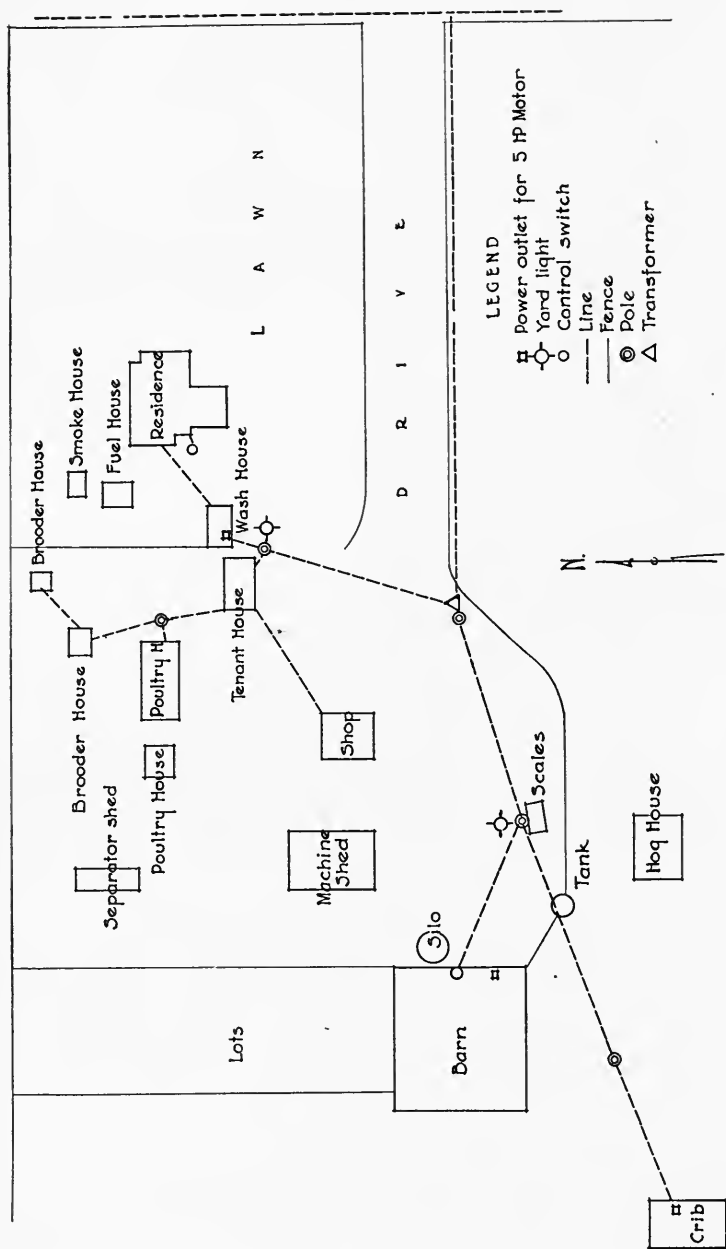 Brooder House
Smoke House
Fuel House
Residence
Wash House
Brooder House
Poultry H
Tenant House
Poultry House
Separator shed
Shop
Machine
Shed
LAWN
DRIVE
N.
Scales
Tank
Hog House
Silo
Barn
Lots
Crib
LEGEND
Power outlet for 5 HP Motor
Yard light
Control switch
Line
Fence
Pole
Transformer